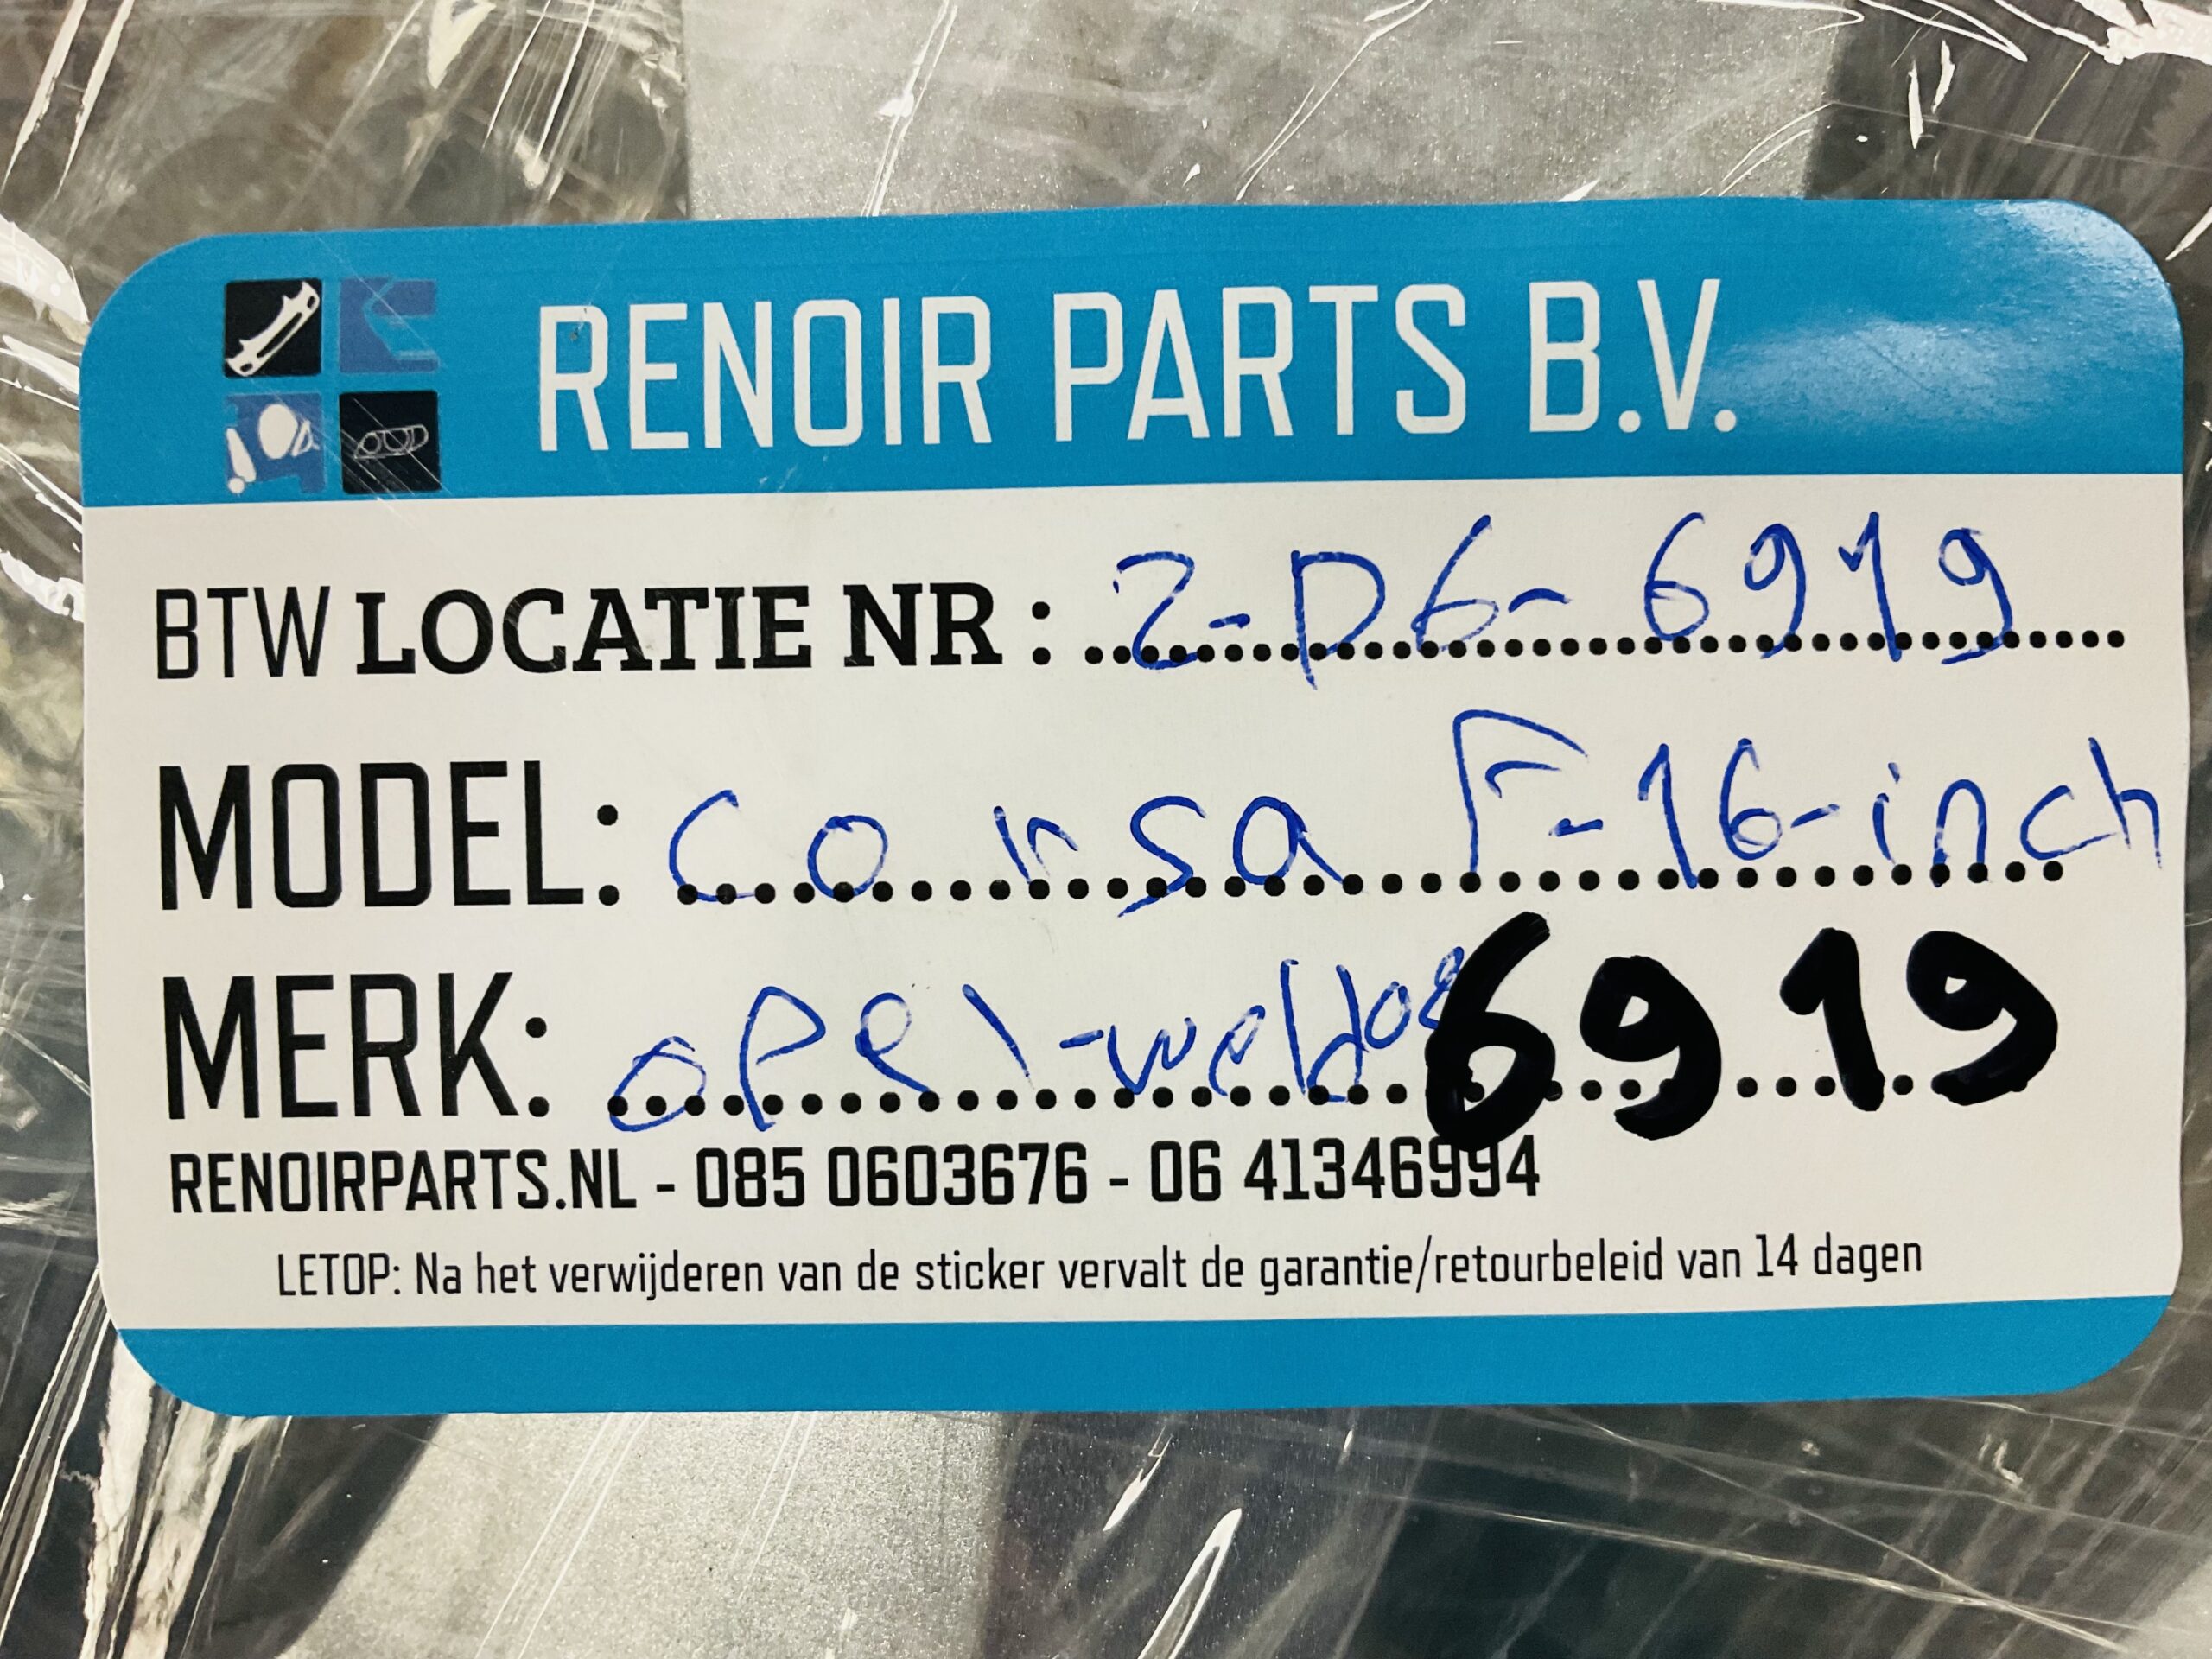 RENOIR PARTS B.V.
BTW LOCATIE NR : 2-D6-6919
MODEL: corsa F-16-inch
MERK: opel-
6919
RENOIRPARTS.NL - 085 0603676 - 06 41346994
LETOP: Na het verwijderen van de sticker vervalt de garantie/retourbeleid van 14 dagen